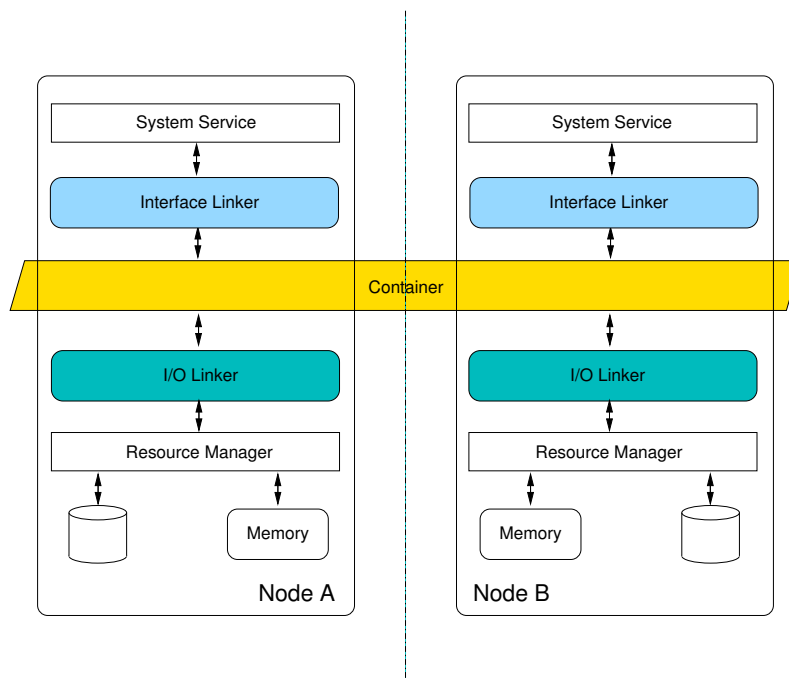 System Service
System Service
Interface Linker
Interface Linker
Container
I/O Linker
I/O Linker
Resource Manager
Resource Manager
Memory
Memory
Node A
Node B